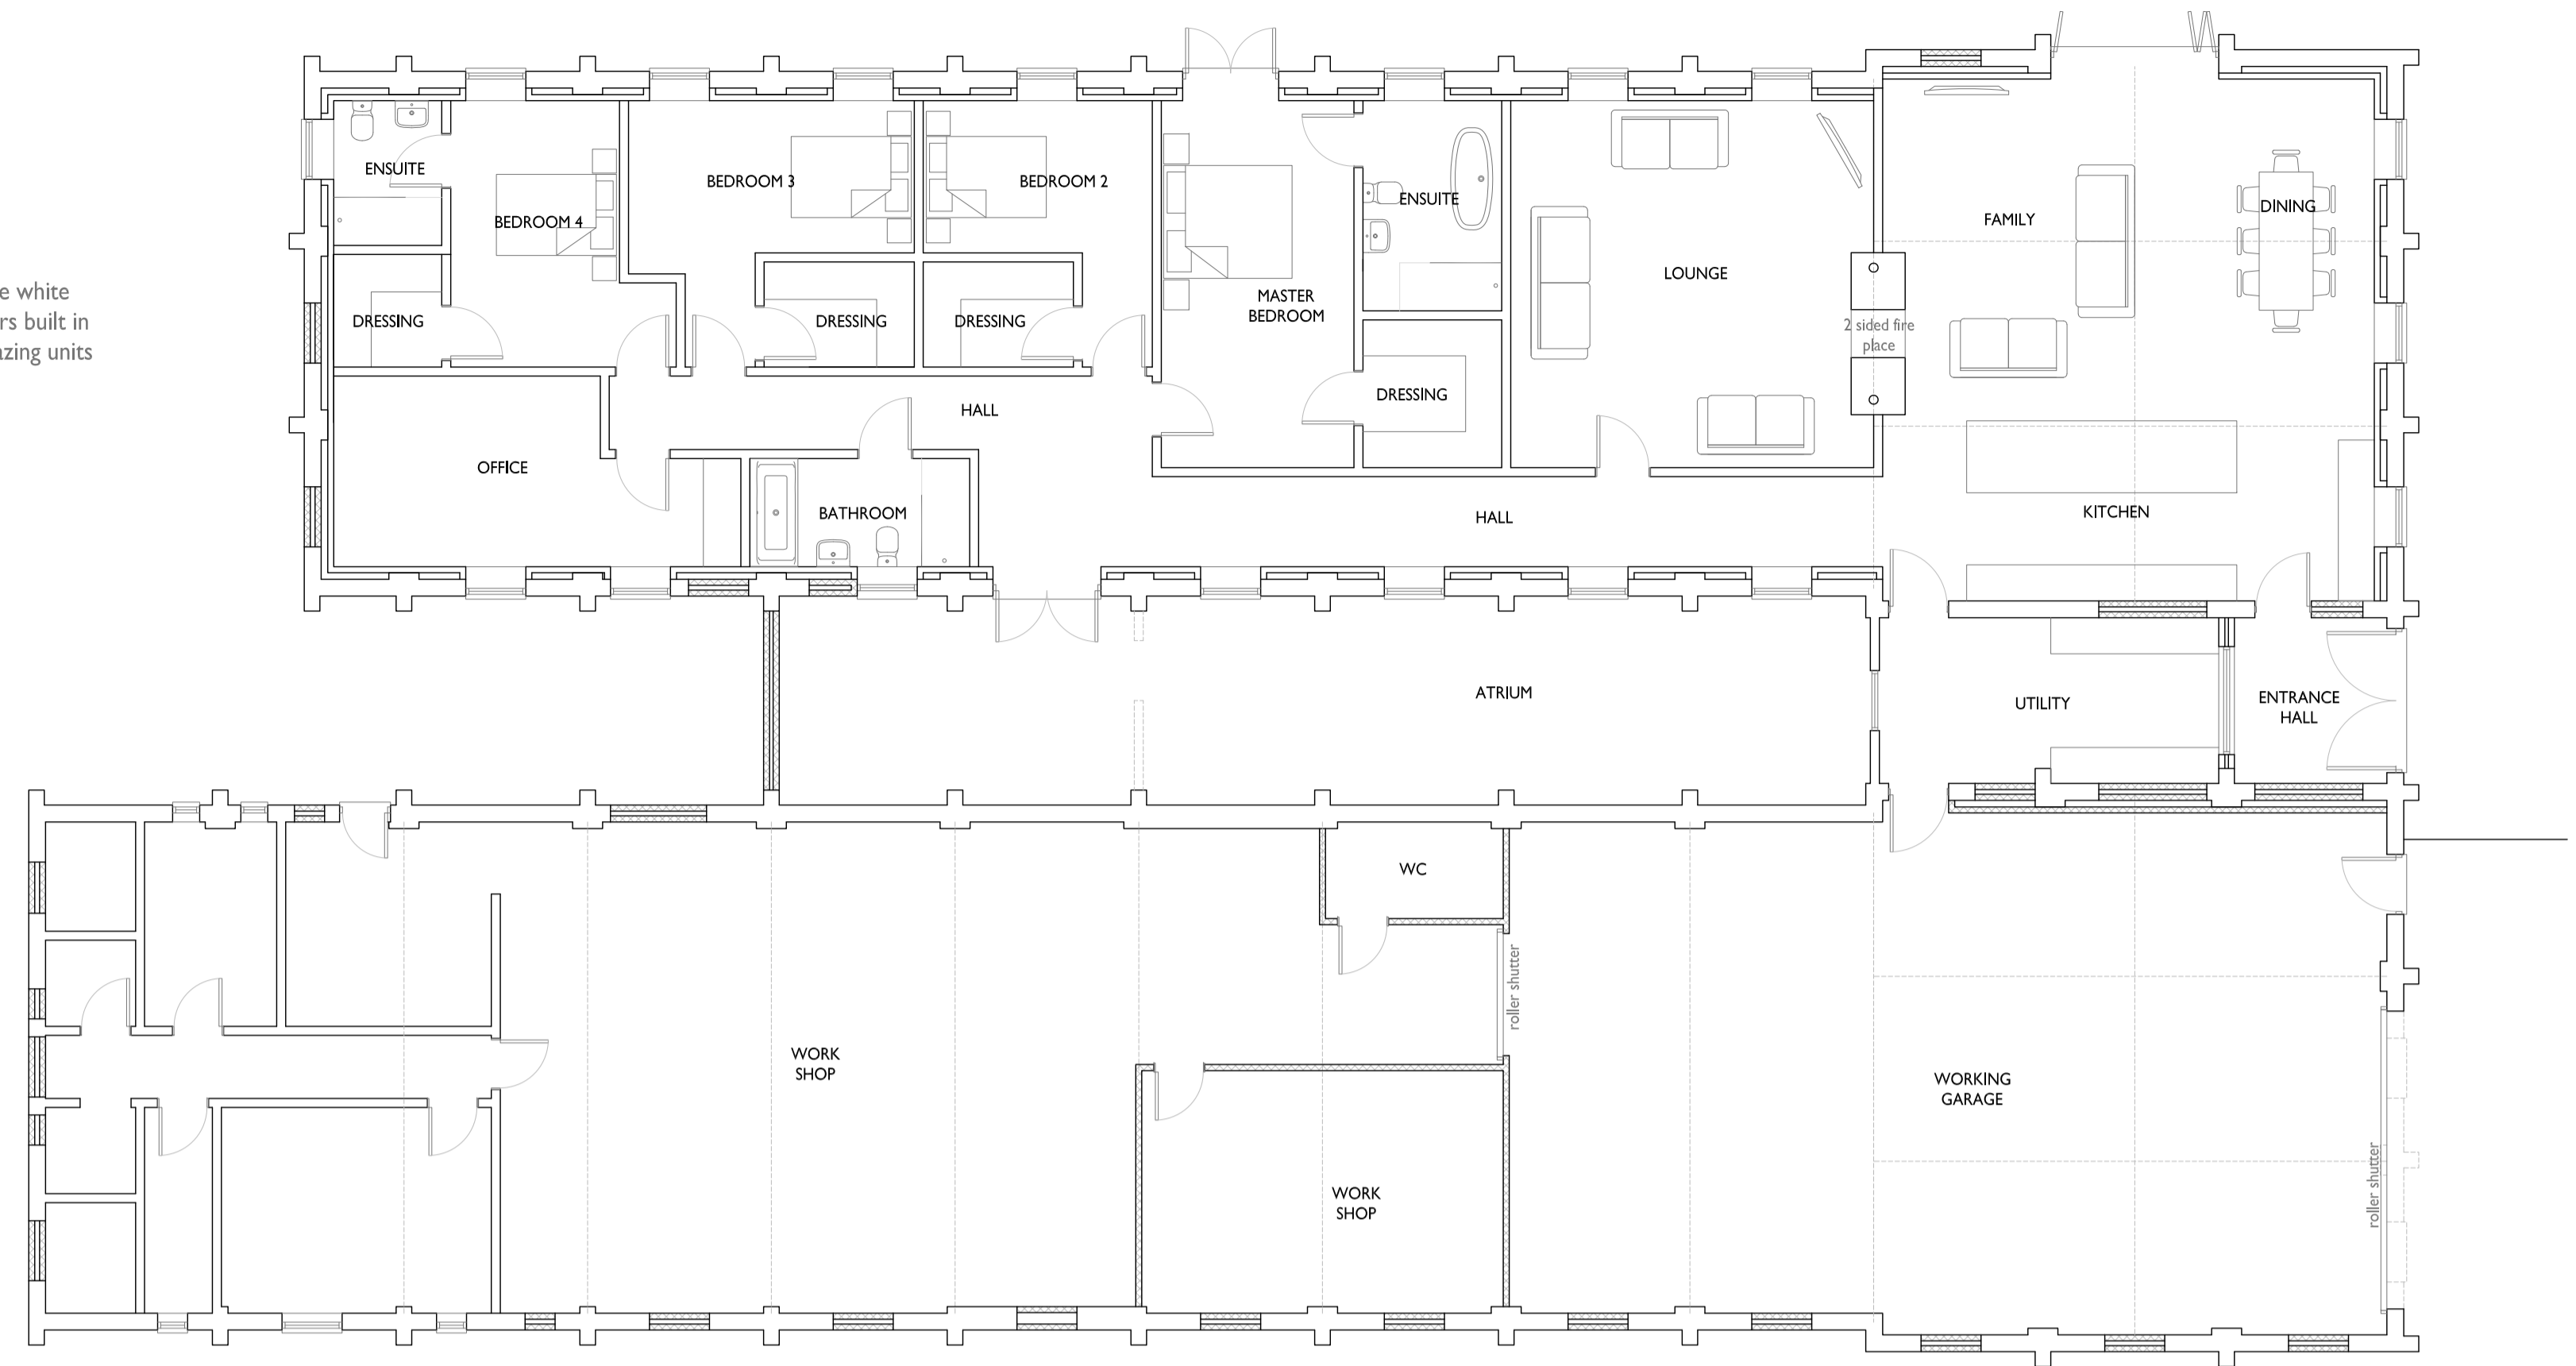 e white
rs built in
azing units
ENSUITE
BEDROOM 4
BEDROOM 3
BEDROOM 2
ENSUITE
MASTER
BEDROOM
LOUNGE
FAMILY
DINING
DRESSING
DRESSING
DRESSING
DRESSING
2 sided fire
place
HALL
OFFICE
BATHROOM
HALL
KITCHEN
ATRIUM
UTILITY
ENTRANCE
HALL
WC
roller shutter
WORK
SHOP
WORKING
GARAGE
WORK
SHOP
roller shutter